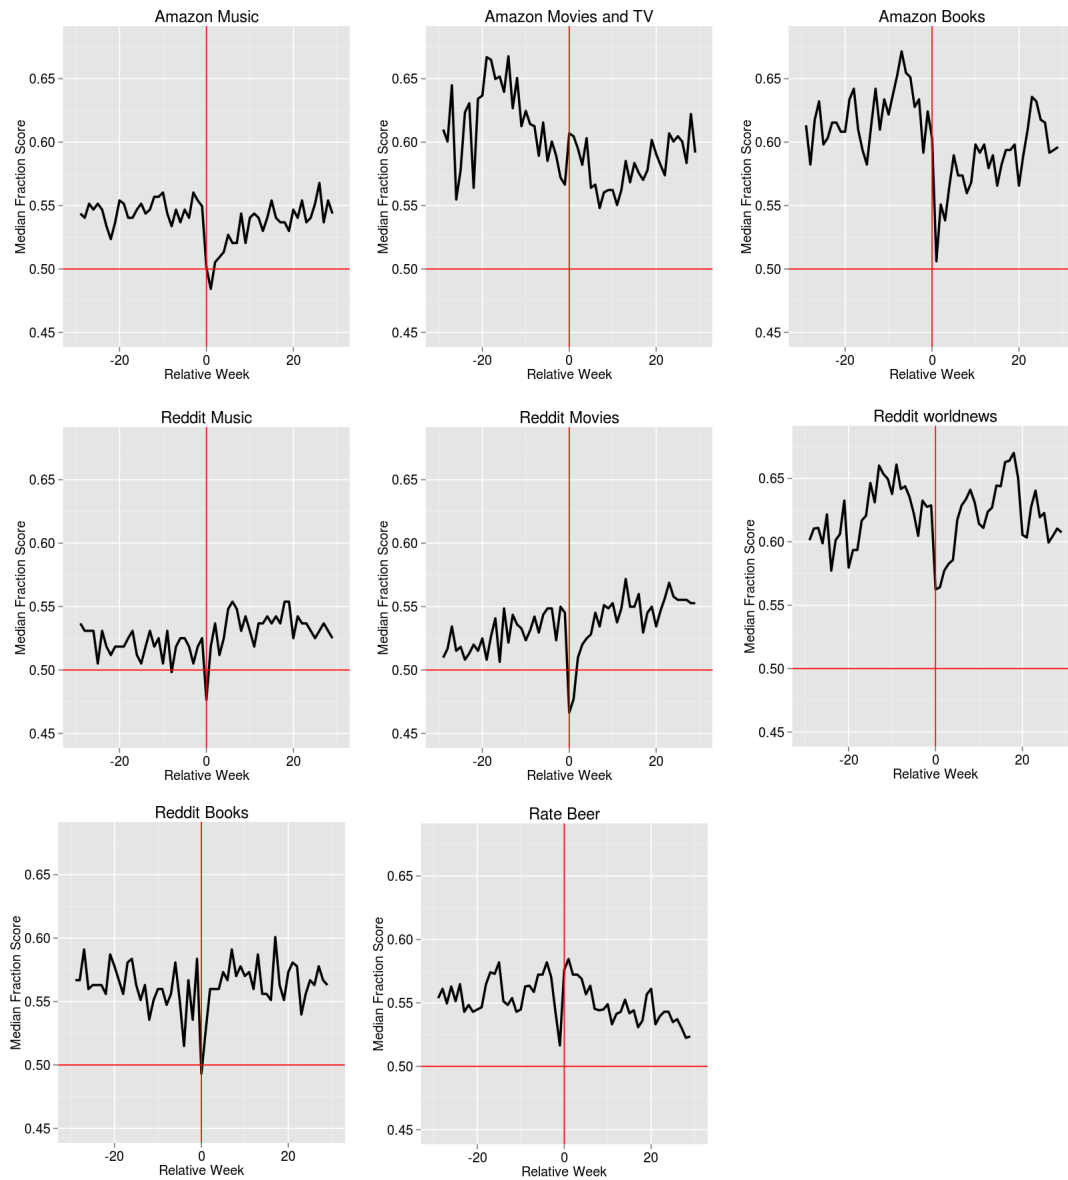 Amazon Music
Median Fraction Score
0.65
0.60
0.55
0.50
0.45
-20 0 20
Relative Week
Amazon Movies and TV
Median Fraction Score
0.65
0.60
0.55
0.50
0.45
-20 0 20
Relative Week
Amazon Books
Median Fraction Score
0.65
0.60
0.55
0.50
0.45
-20 0 20
Relative Week
Reddit Music
Median Fraction Score
0.65
0.60
0.55
0.50
0.45
-20 0 20
Relative Week
Reddit Movies
Median Fraction Score
0.65
0.60
0.55
0.50
0.45
-20 0 20
Relative Week
Reddit worldnews
Median Fraction Score
0.65
0.60
0.55
0.50
0.45
-20 0 20
Relative Week
Reddit Books
Median Fraction Score
0.65
0.60
0.55
0.50
0.45
-20 0 20
Relative Week
Rate Beer
Median Fraction Score
0.65
0.60
0.55
0.50
0.45
-20 0 20
Relative Week